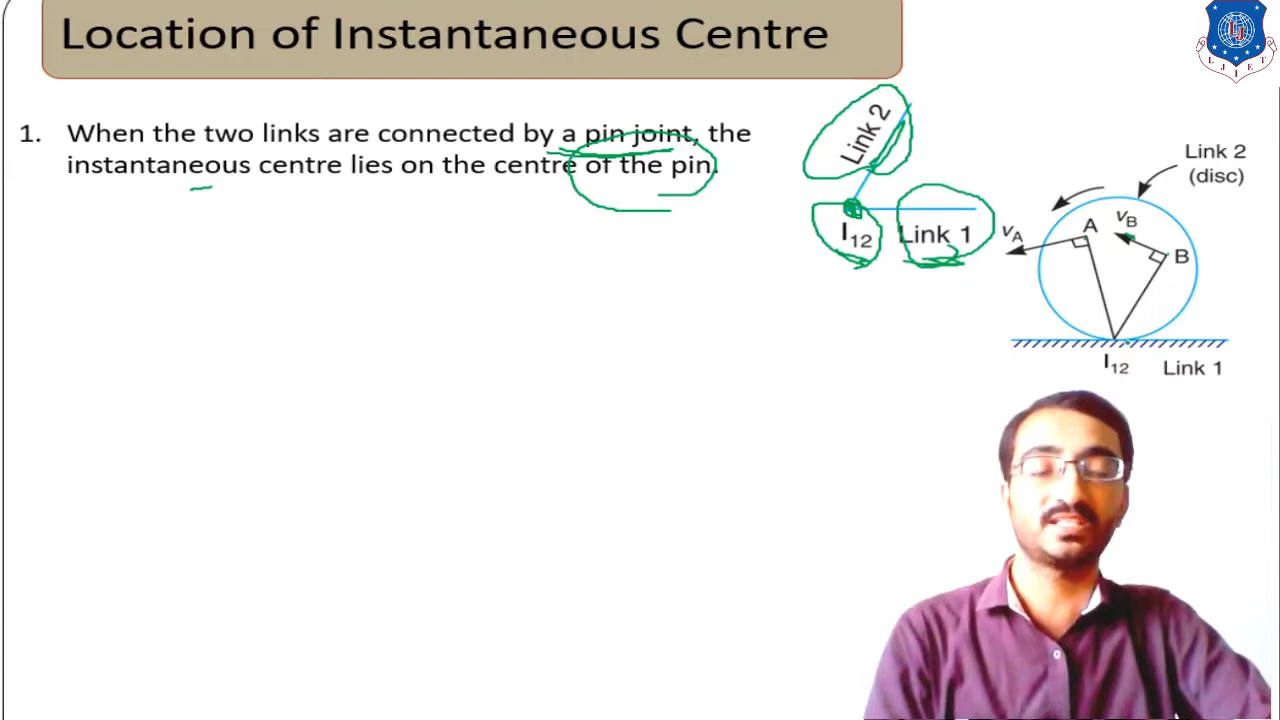 Location of Instantaneous Centre
L J I E T
1. When the two links are connected by a pin joint, the
instantaneous centre lies on the centre of the pin.
Link 2
I12
Link 1
Link 2
(disc)
vA
A
vB
B
I12
Link 1